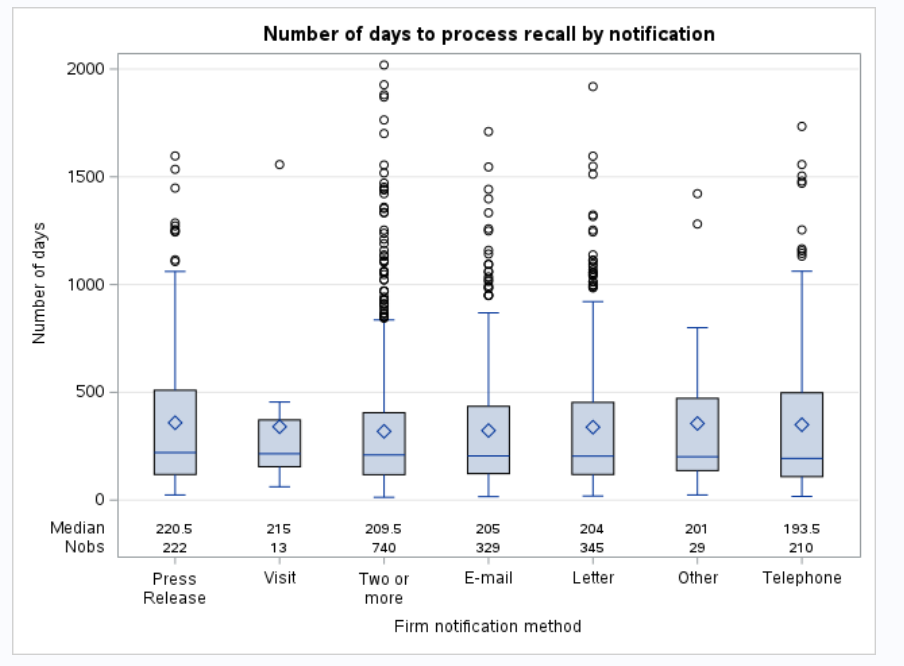 Number of days to process recall by notification
2000
1500
1000
500
0
Number of days
Median 220.5 215 209.5 205 204 201 193.5
Nobs 222 13 740 329 345 29 210
Press Release Visit Two or more E-mail Letter Other Telephone
Firm notification method